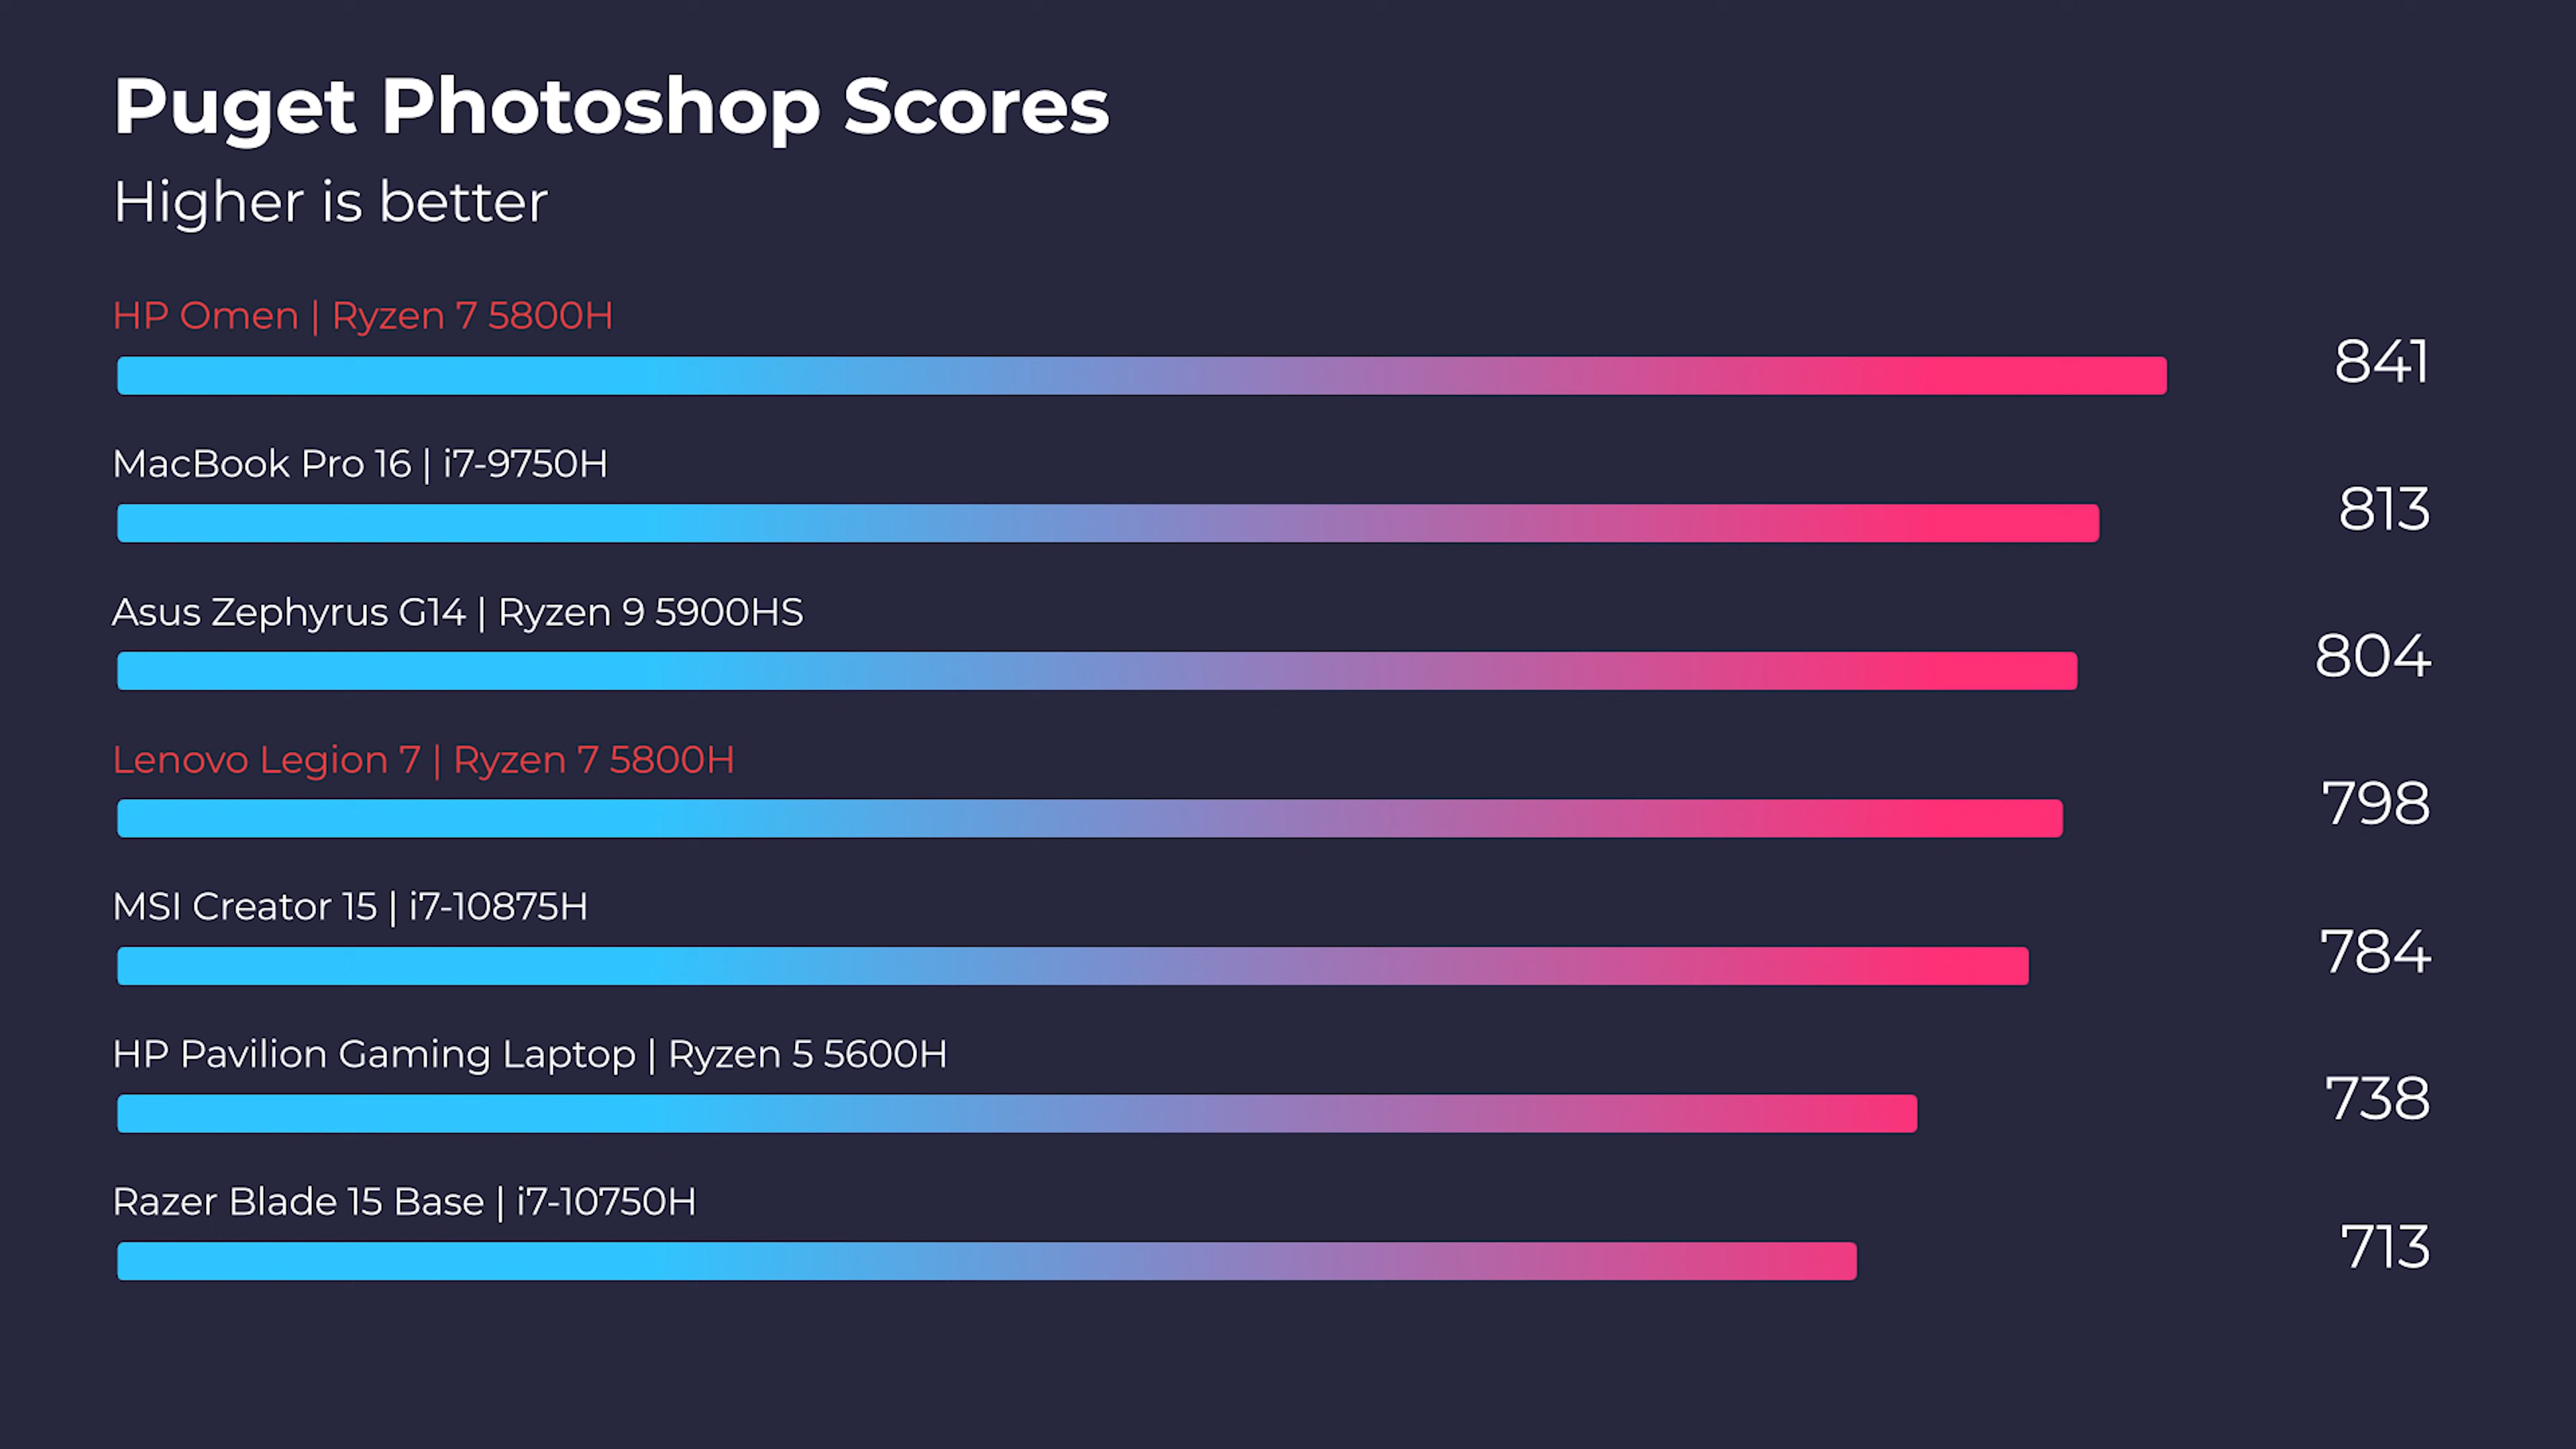 Puget Photoshop Scores
Higher is better
HP Omen | Ryzen 7 5800H
841
MacBook Pro 16 | i7-9750H
813
Asus Zephyrus G14 | Ryzen 9 5900HS
804
Lenovo Legion 7 | Ryzen 7 5800H
798
MSI Creator 15 | i7-10875H
784
HP Pavilion Gaming Laptop | Ryzen 5 5600H
738
Razer Blade 15 Base | i7-10750H
713